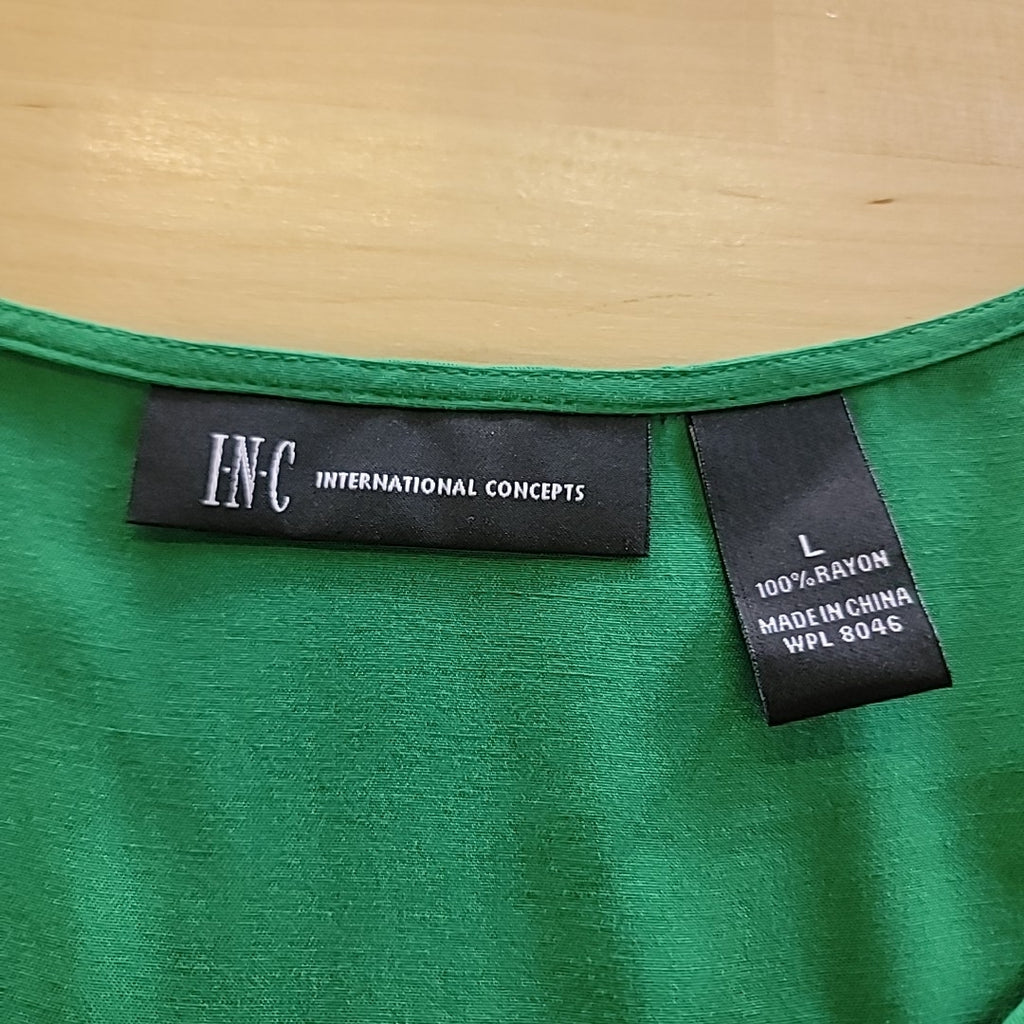 I·N·C INTERNATIONAL CONCEPTS
L
100% RAYON
MADE IN CHINA
WPL 8046